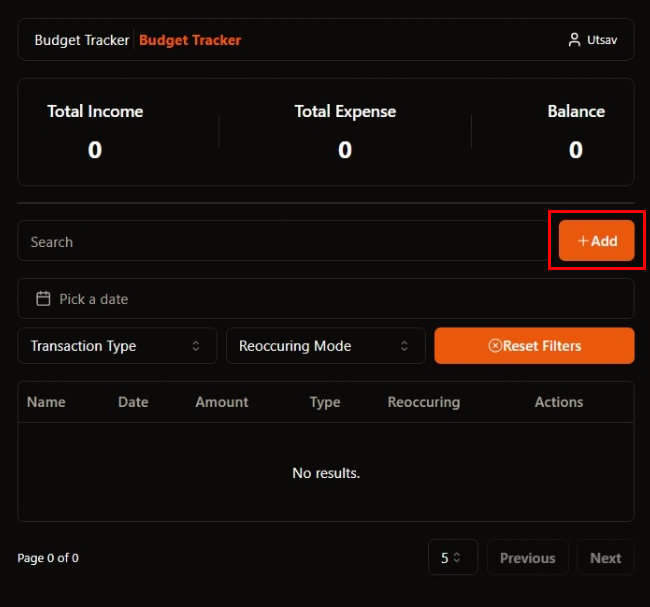 Budget Tracker Budget Tracker Utsav
Total Income Total Expense Balance
0 0 0
Search +Add
Pick a date
Transaction Type Reoccuring Mode Reset Filters
Name Date Amount Type Reoccuring Actions
No results.
Page 0 of 0 5 Previous Next